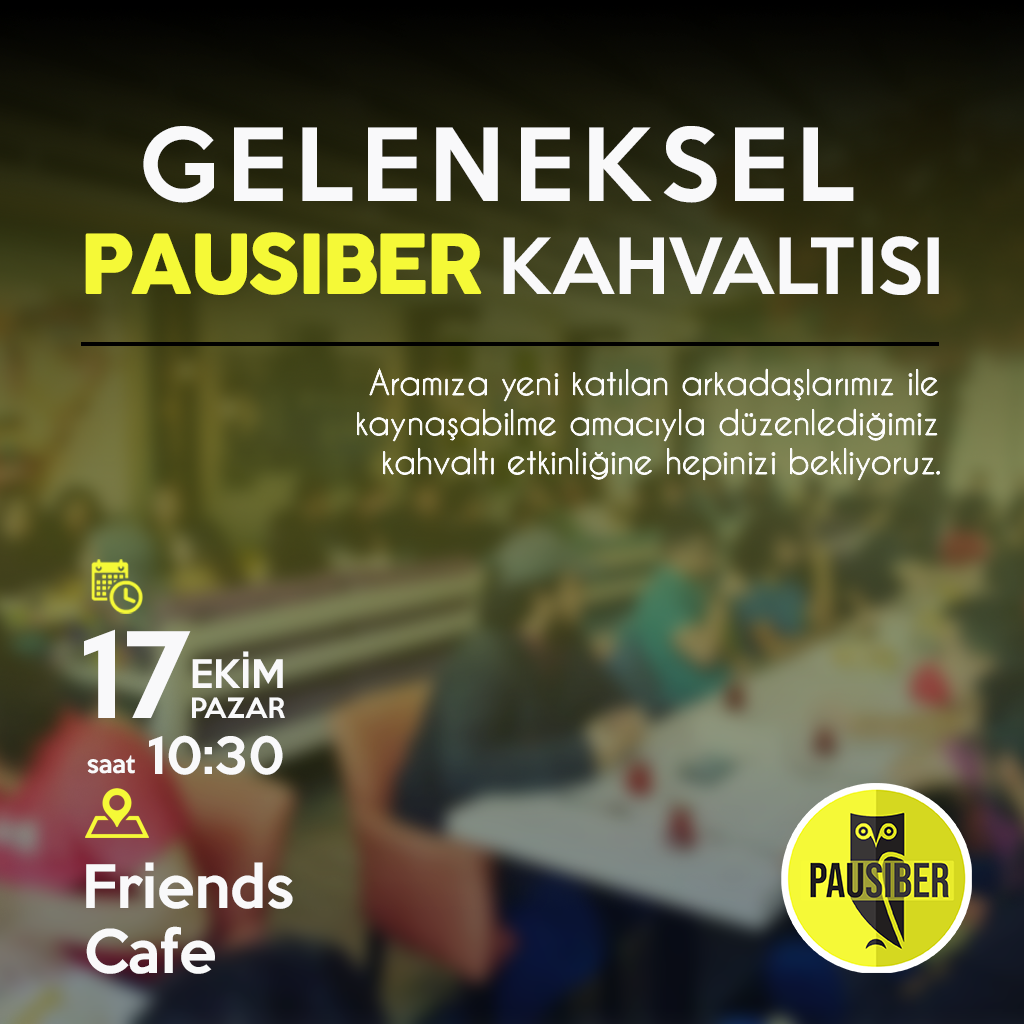 GELENEKSEL
PAUSIBER KAHVALTISI
Aramıza yeni katılan arkadaşlarımız ile
kaynaşabilme amacıyla düzenlediğimiz
kahvaltı etkinliğine hepinizi bekliyoruz.
17 EKİM
PAZAR
saat 10:30
Friends
Cafe
PAUSIBER